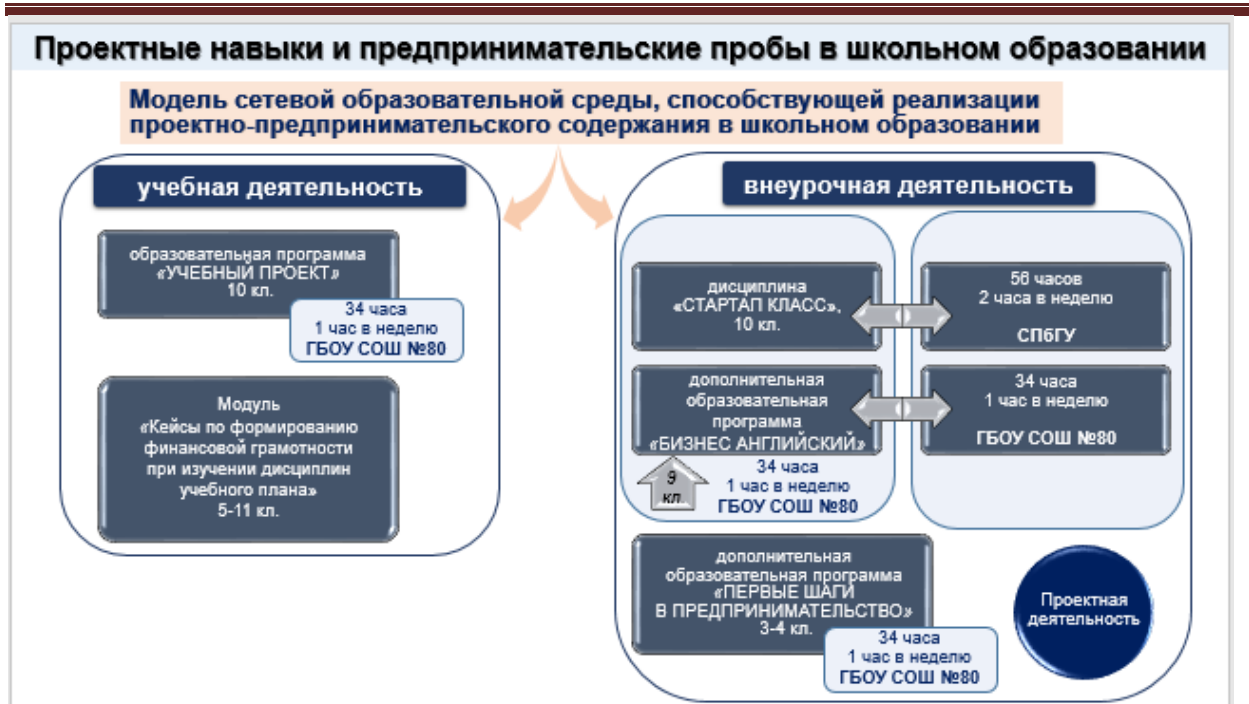 Проектные навыки и предпринимательские пробы в школьном образовании
Модель сетевой образовательной среды, способствующей реализации
проектно-предпринимательского содержания в школьном образовании
учебная деятельность
образовательная программа
«УЧЕБНЫЙ ПРОЕКТ»
10 кл.
34 часа
1 час в неделю
ГБОУ СОШ №80
Модуль
«Кейсы по формированию
финансовой грамотности
при изучении дисциплин
учебного плана»
5-11 кл.
внеурочная деятельность
дисциплина
«СТАРТАП КЛАСС»,
10 кл.
56 часов
2 часа в неделю
СПбГУ
дополнительная
образовательная
программа
«БИЗНЕС АНГЛИЙСКИЙ»
34 часа
1 час в неделю
ГБОУ СОШ №80
9
кл.
34 часа
1 час в неделю
ГБОУ СОШ №80
дополнительная
образовательная программа
«ПЕРВЫЕ ШАГИ
В ПРЕДПРИНИМАТЕЛЬСТВО»
3-4 кл.
34 часа
1 час в неделю
ГБОУ СОШ №80
Проектная
деятельность